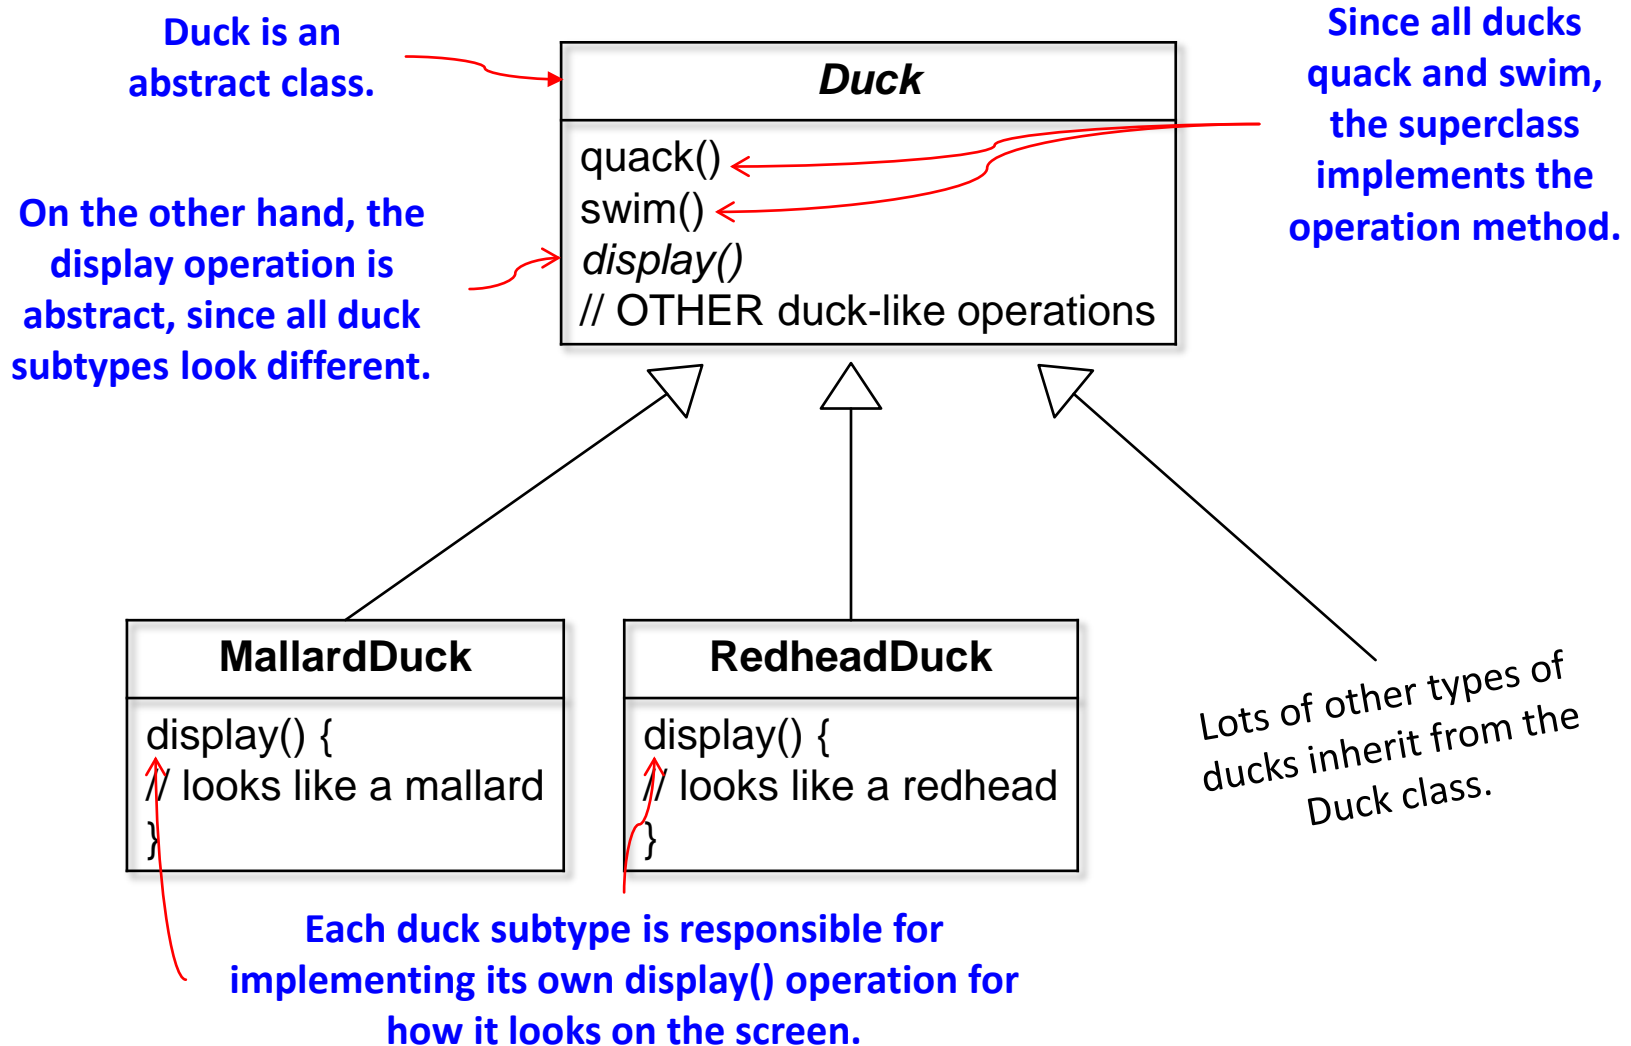 Duck is an
abstract class.
Duck
quack()
swim()
display()
// OTHER duck-like operations
Since all ducks
quack and swim,
the superclass
implements the
operation method.
On the other hand, the
display operation is
abstract, since all duck
subtypes look different.
MallardDuck
display() {
// looks like a mallard
}
RedheadDuck
display() {
// looks like a redhead
}
Lots of other types of
ducks inherit from the
Duck class.
Each duck subtype is responsible for
implementing its own display() operation for
how it looks on the screen.